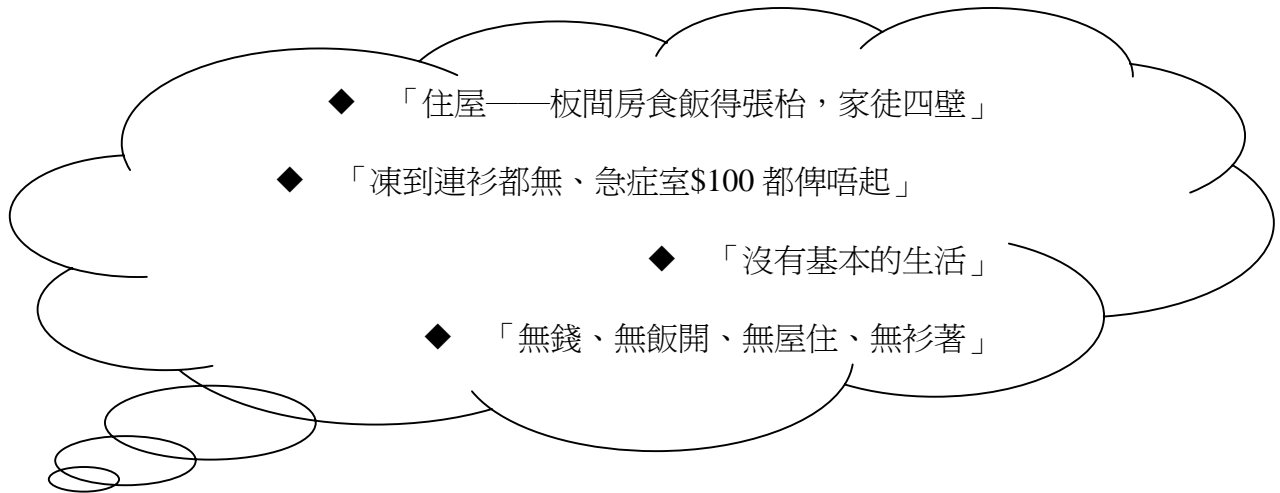 ◆ 「住屋——板間房食飯得張枱，家徒四壁」
◆ 「凍到連衫都無、急症室$100 都俾唔起」
◆ 「沒有基本的生活」
◆ 「無錢、無飯開、無屋住、無衫著」